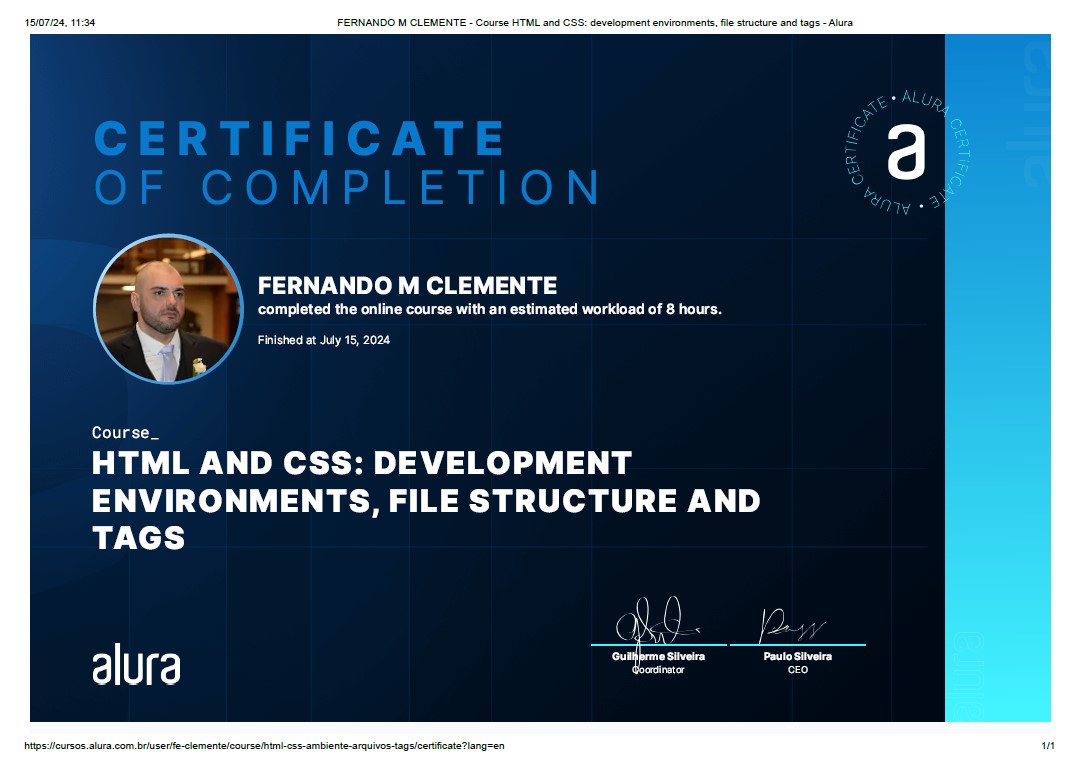 15/07/24, 11:34
FERNANDO M CLEMENTE - Course HTML and CSS: development environments, file structure and tags - Alura
CERTIFICATE
OF COMPLETION
ALURA CERTIFICATE • ALURA CERTIFICATE •
a
alura
FERNANDO M CLEMENTE
completed the online course with an estimated workload of 8 hours.
Finished at July 15, 2024
Course_
HTML AND CSS: DEVELOPMENT
ENVIRONMENTS, FILE STRUCTURE AND
TAGS
alura
Guilherme Silveira
Coordinator
Paulo Silveira
CEO
alura
https://cursos.alura.com.br/user/fe-clemente/course/html-css-ambiente-arquivos-tags/certificate?lang=en
1/1